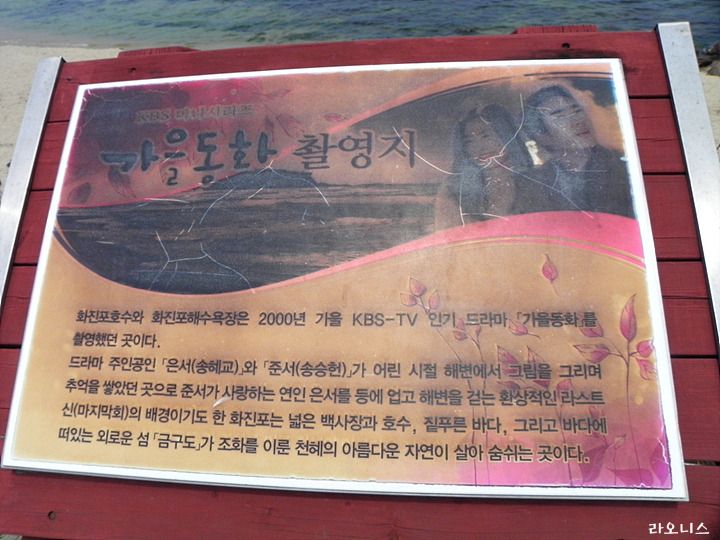 KBS 미니시리즈
가을동화 촬영지
화진포호수와 화진포해수욕장은 2000년 가을 KBS-TV 인기 드라마 「가을동화」를
촬영했던 곳이다.
드라마 주인공인 「은서(송혜교)」와 「준서(송승헌)」가 어린 시절 해변에서 그림을 그리며
추억을 쌓았던 곳으로 준서가 사랑하는 연인 은서를 등에 업고 해변을 걷는 환상적인 라스트
신(마지막회)의 배경이기도 한 화진포는 넓은 백사장과 호수, 짙푸른 바다, 그리고 바다에
떠있는 외로운 섬 「금구도」가 조화를 이룬 천혜의 아름다운 자연이 살아 숨쉬는 곳이다.
라오니스